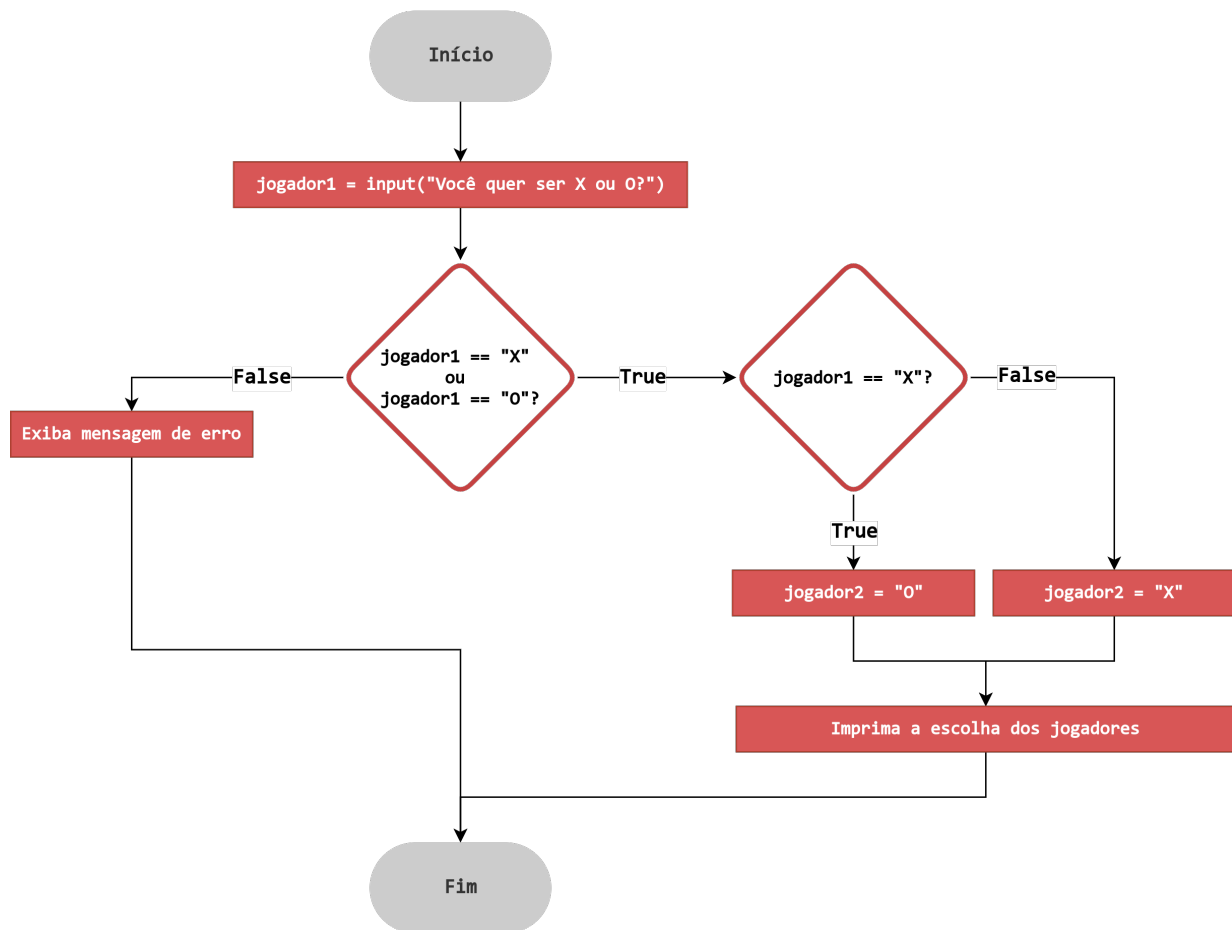 Início
jogador1 = input("Você quer ser X ou O?")
jogador1 == "X"
ou
jogador1 == "O"?
False
True
jogador1 == "X"?
False
Exiba mensagem de erro
True
jogador2 = "O"
jogador2 = "X"
Imprima a escolha dos jogadores
Fim